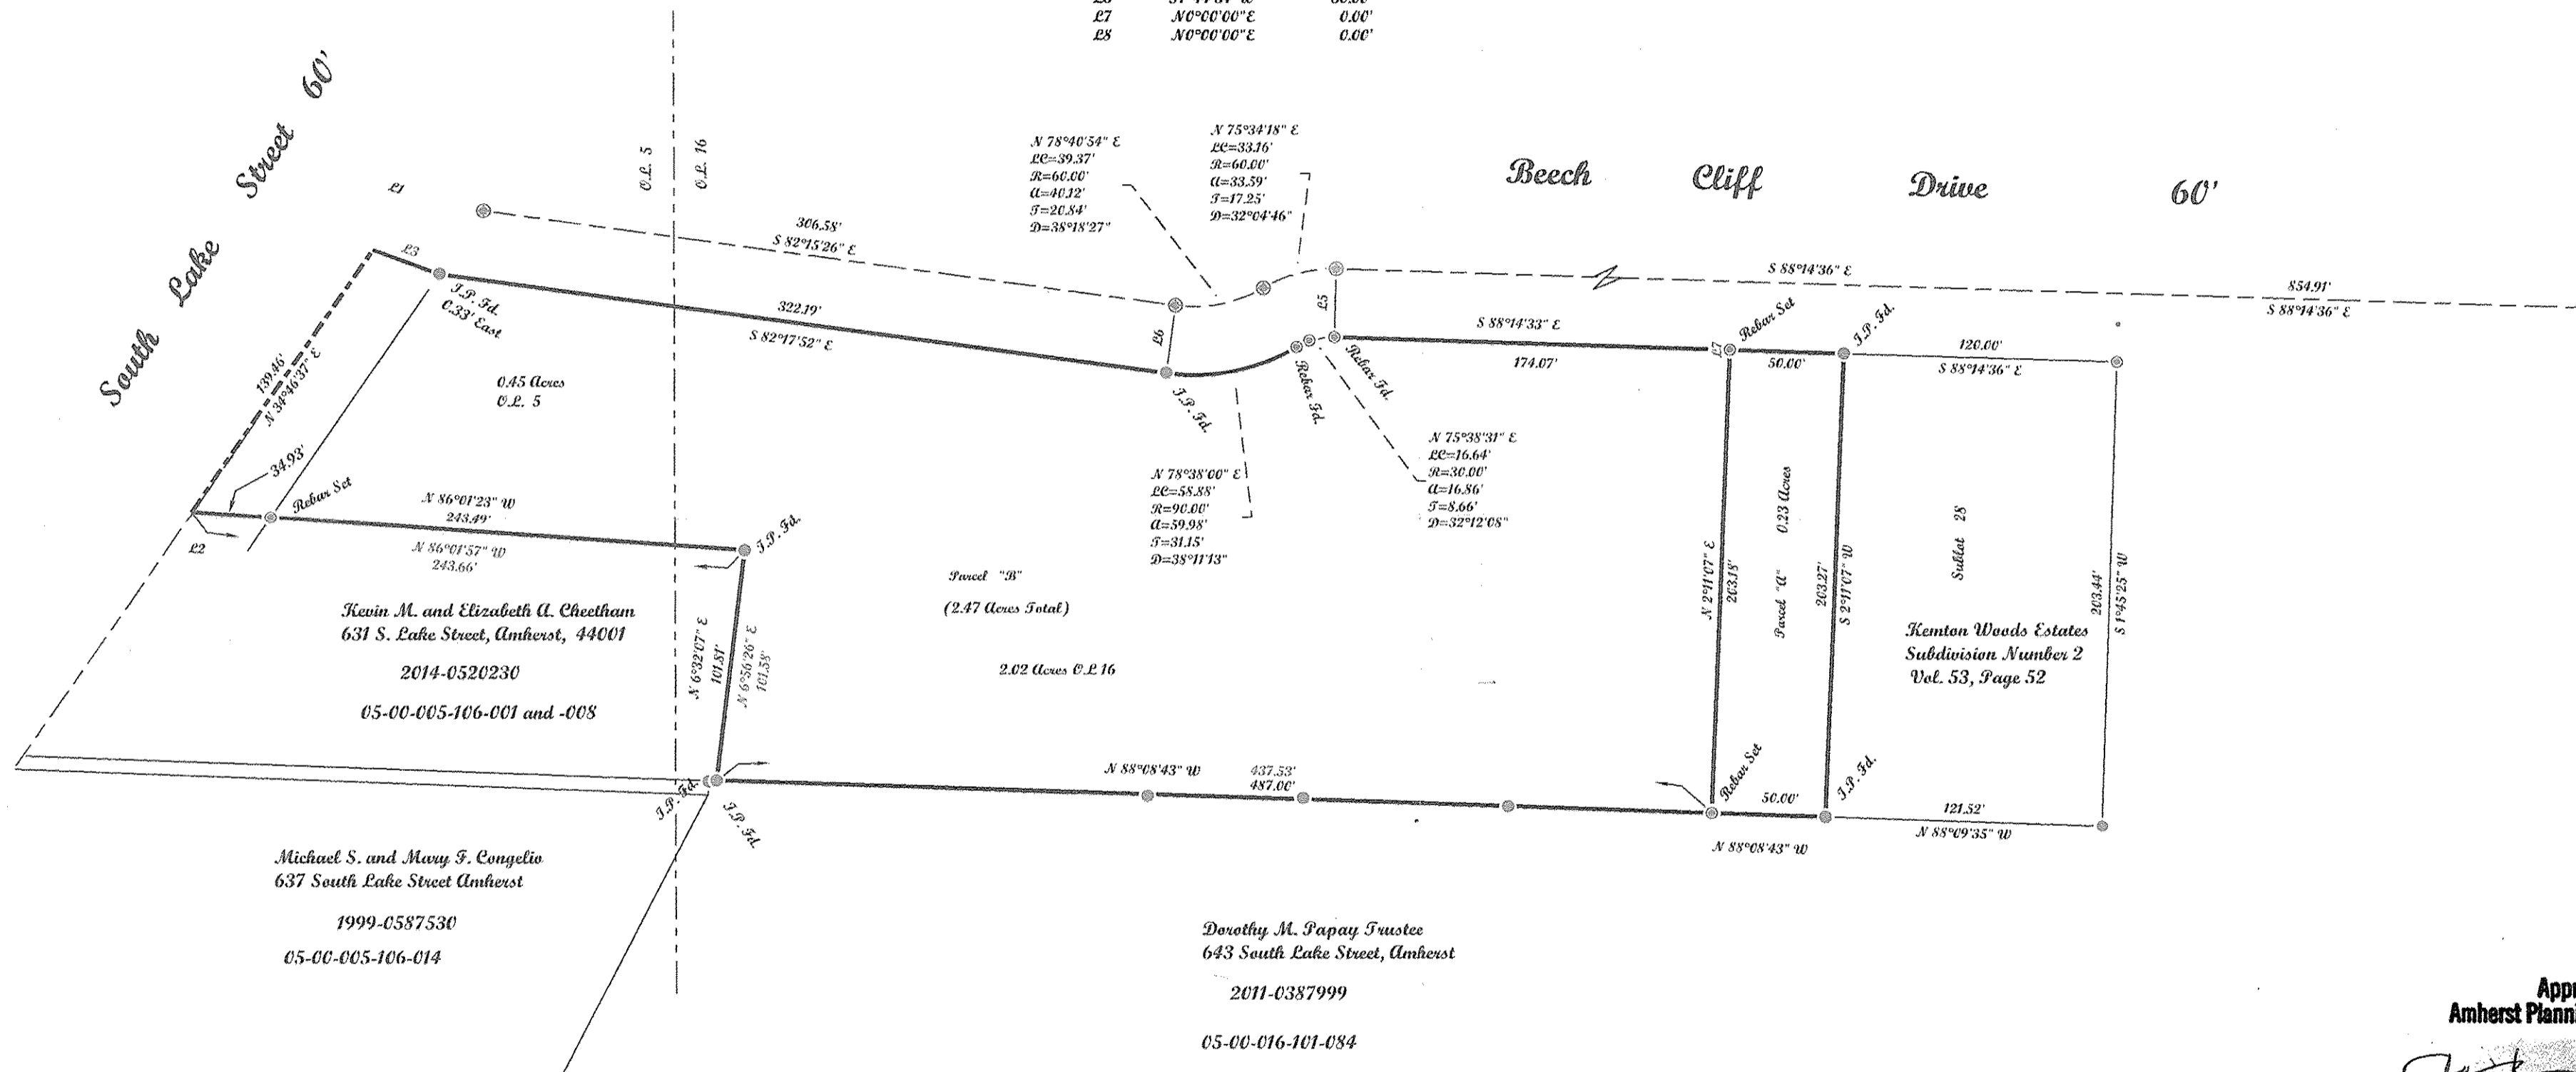 L7 N0°00'00"E 0.00'
L8 N0°00'00"E 0.00'
South Lake Street 60'
Beech Cliff Drive 60'
L1
O.L. 5
O.L. 16
N 78°40'54" E
LC=39.37'
R=60.00'
A=40.12'
T=20.84'
D=38°18'27"
N 75°34'18" E
LC=33.16'
R=60.00'
A=33.59'
T=17.25'
D=32°04'46"
306.58'
S 82°15'26" E
L3
I.P. Fd.
0.33' East
322.19'
S 82°17'52" E
L6
L5
S 88°14'36" E
854.91'
S 88°14'36" E
I.P. Fd.
Rebar Fd.
Rebar Fd.
S 88°14'33" E
174.07'
L7
Rebar Set
50.00'
I.P. Fd.
120.00'
S 88°14'36" E
139.46'
N 34°46'37" E
0.45 Acres
O.L. 5
34.93'
Rebar Set
L2
N 86°01'23" W
243.49'
N 86°01'57" W
243.66'
I.P. Fd.
N 78°38'00" E
LC=58.88'
R=90.00'
A=59.98'
T=31.15'
D=38°11'13"
N 75°38'31" E
LC=16.64'
R=30.00'
A=16.86'
T=8.66'
D=32°12'08"
Parcel "B"
(2.47 Acres Total)
2.02 Acres O.L 16
Kevin M. and Elizabeth A. Cheetham
631 S. Lake Street, Amherst, 44001
2014-0520230
05-00-005-106-001 and -008
N 6°32'07" E
101.81'
N 6°56'26" E
101.58'
N 2°11'07" E
203.18'
Parcel "A" 0.23 Acres
203.27'
S 2°11'07" W
Sublot 28
Kemton Woods Estates
Subdivision Number 2
Vol. 53, Page 52
203.44'
S 1°45'25" W
I.P. Fd.
I.P. Fd.
N 88°08'43" W
437.53'
487.00'
Rebar Set
50.00'
N 88°08'43" W
I.P. Fd.
121.52'
N 88°09'35" W
Michael S. and Mary F. Congelio
637 South Lake Street Amherst
1999-0587530
05-00-005-106-014
Dorothy M. Papay Trustee
643 South Lake Street, Amherst
2011-0387999
05-00-016-101-084
Amherst